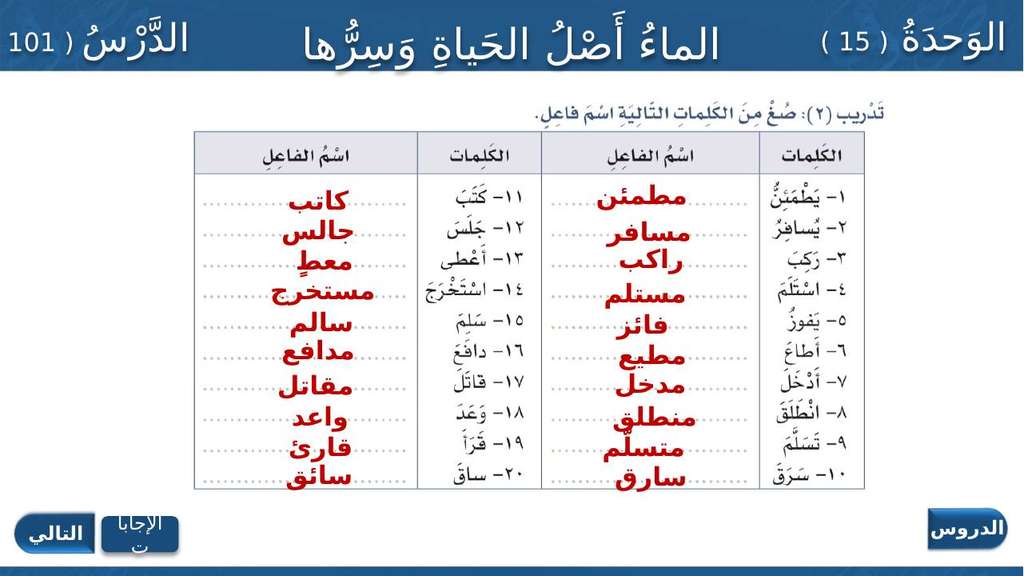 الوَحدَةُ ( 15 )
الماءُ أَصْلُ الحَياةِ وَسِرُّها
الدَّرْسُ ( 101
تَدْريب (٢): صُغْ مِنَ الكَلِماتِ التَّالِيَةِ اسْمَ فاعِلٍ.
الكَلِمات اسْمُ الفاعِلِ الكَلِمات اسْمُ الفاعِلِ
١- يَطْمَئِنُّ مطمئن ١١- كَتَبَ كاتب
٢- يُسافِرُ مسافر ١٢- جَلَسَ جالس
٣- رَكِبَ راكب ١٣- أَعْطى معطٍ
٤- اسْتَلَمَ مستلم ١٤- اسْتَخْرَجَ مستخرج
٥- يَفوزُ فائز ١٥- سَلِمَ سالم
٦- أَطاعَ مطيع ١٦- دافَعَ مدافع
٧- أَدْخَلَ مدخل ١٧- قاتَلَ مقاتل
٨- انْطَلَقَ منطلق ١٨- وَعَدَ واعد
٩- تَسَلَّمَ متسلّم ١٩- قَرَأَ قارئ
١٠- سَرَقَ سارق ٢٠- ساقَ سائق
الدروس
الإجابا
ت
التالي